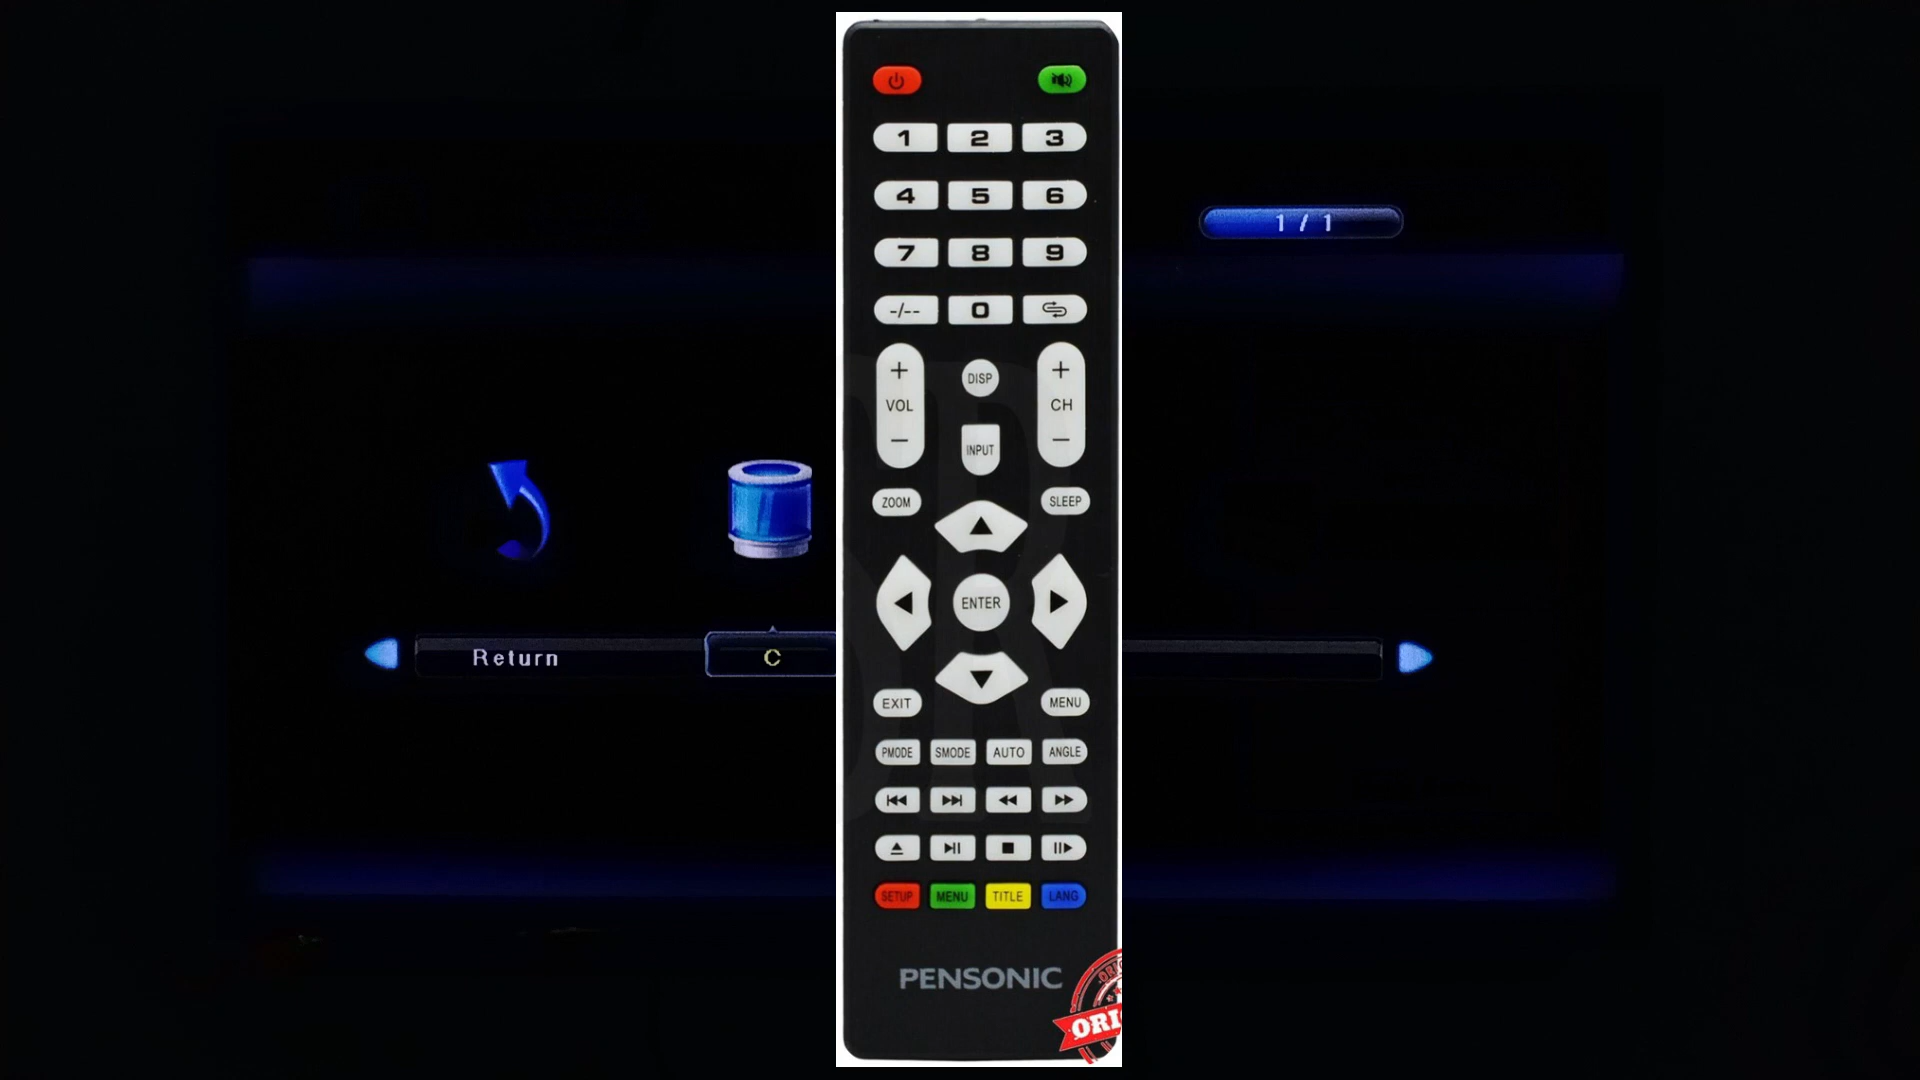 1 / 1
Return
C
1 2 3
4 5 6
7 8 9
-/-- 0
+ DISP +
VOL CH
- INPUT -
ZOOM SLEEP
ENTER
EXIT MENU
PMODE SMODE AUTO ANGLE
SETUP MENU TITLE LANG
PENSONIC